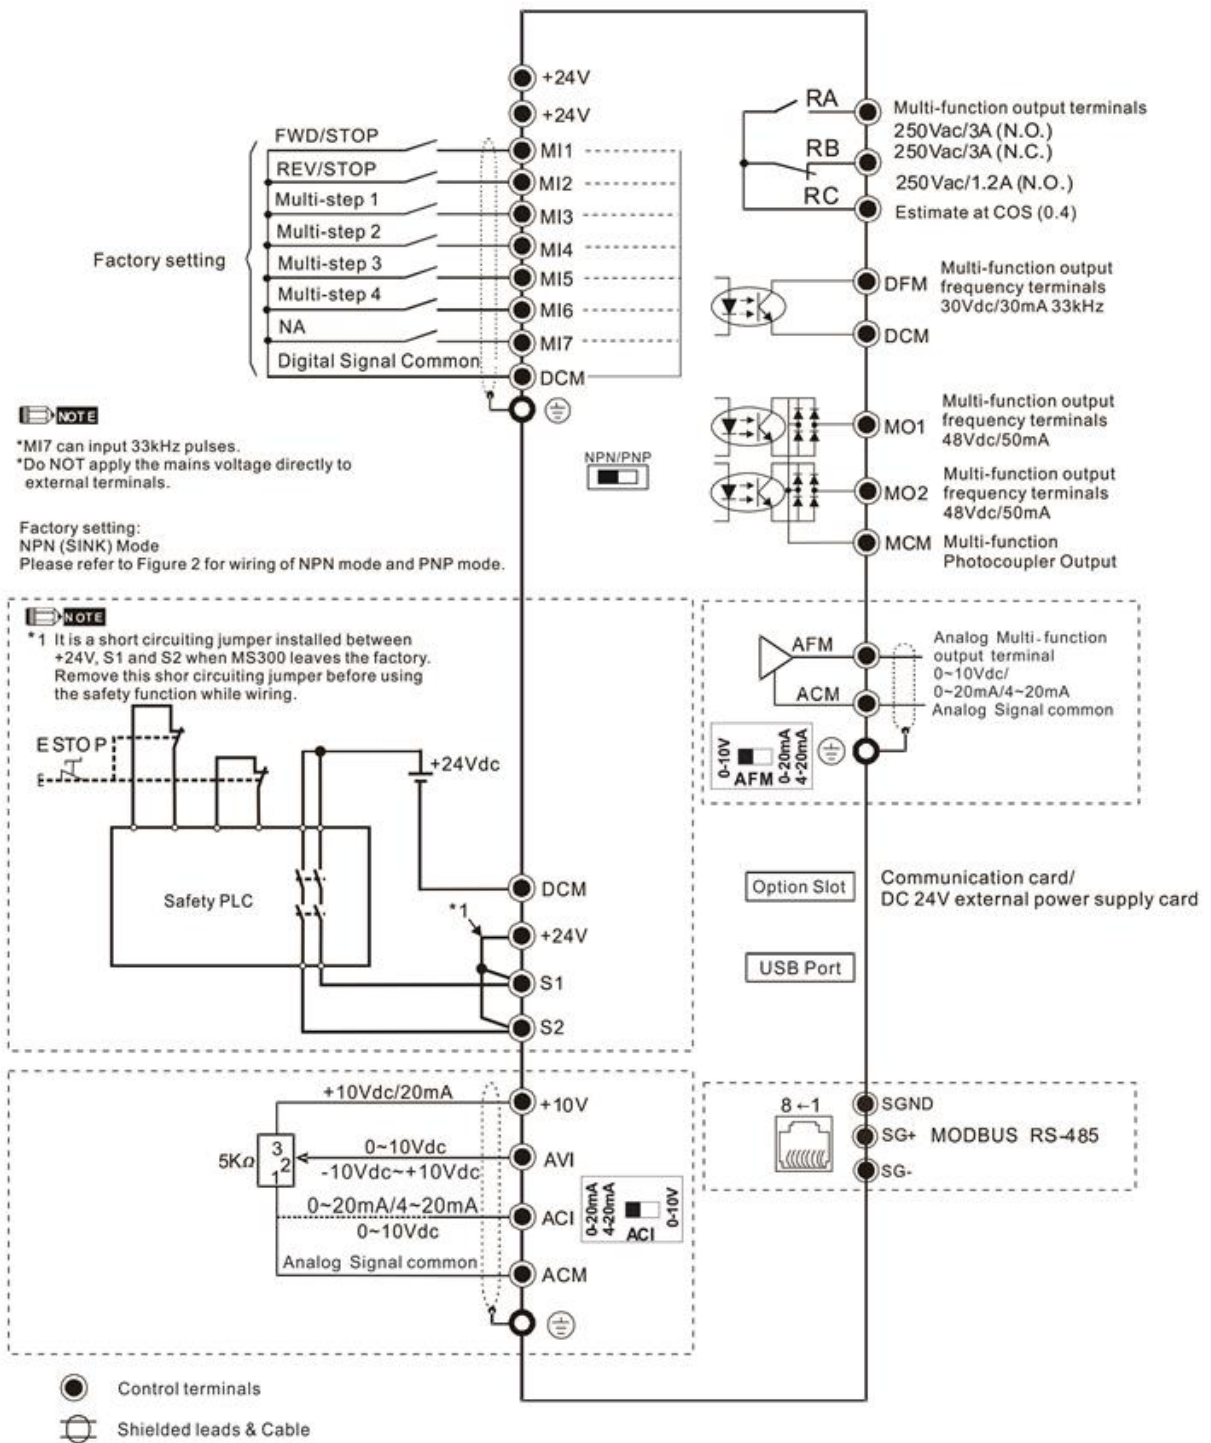 +24V
+24V
FWD/STOP
MI1
REV/STOP
MI2
Multi-step 1
MI3
Multi-step 2
MI4
Factory setting
Multi-step 3
MI5
Multi-step 4
MI6
NA
MI7
Digital Signal Common
DCM
NOTE
*MI7 can input 33kHz pulses.
*Do NOT apply the mains voltage directly to
external terminals.
NPN/PNP
Factory setting:
NPN (SINK) Mode
Please refer to Figure 2 for wiring of NPN mode and PNP mode.
RA
Multi-function output terminals
250Vac/3A (N.O.)
RB
250Vac/3A (N.C.)
250Vac/1.2A (N.O.)
RC
Estimate at COS (0.4)
DFM
Multi-function output
frequency terminals
30Vdc/30mA 33kHz
DCM
MO1
Multi-function output
frequency terminals
48Vdc/50mA
MO2
Multi-function output
frequency terminals
48Vdc/50mA
MCM
Multi-function
Photocoupler Output
NOTE
*1 It is a short circuiting jumper installed between
+24V, S1 and S2 when MS300 leaves the factory.
Remove this shor circuiting jumper before using
the safety function while wiring.
ESTOP
E
+24Vdc
Safety PLC
DCM
*1
+24V
S1
S2
AFM
Analog Multi-function
output terminal
0~10Vdc/
0~20mA/4~20mA
ACM
Analog Signal common
0-10V
AFM
0-20mA
4-20mA
Option Slot
Communication card/
DC 24V external power supply card
USB Port
+10Vdc/20mA
+10V
5KΩ
3
2
1
0~10Vdc
-10Vdc~+10Vdc
AVI
0~20mA/4~20mA
0~10Vdc
ACI
0-20mA
4-20mA
ACI
0-10V
Analog Signal common
ACM
8←1
SGND
SG+
MODBUS RS-485
SG-
Control terminals
Shielded leads & Cable